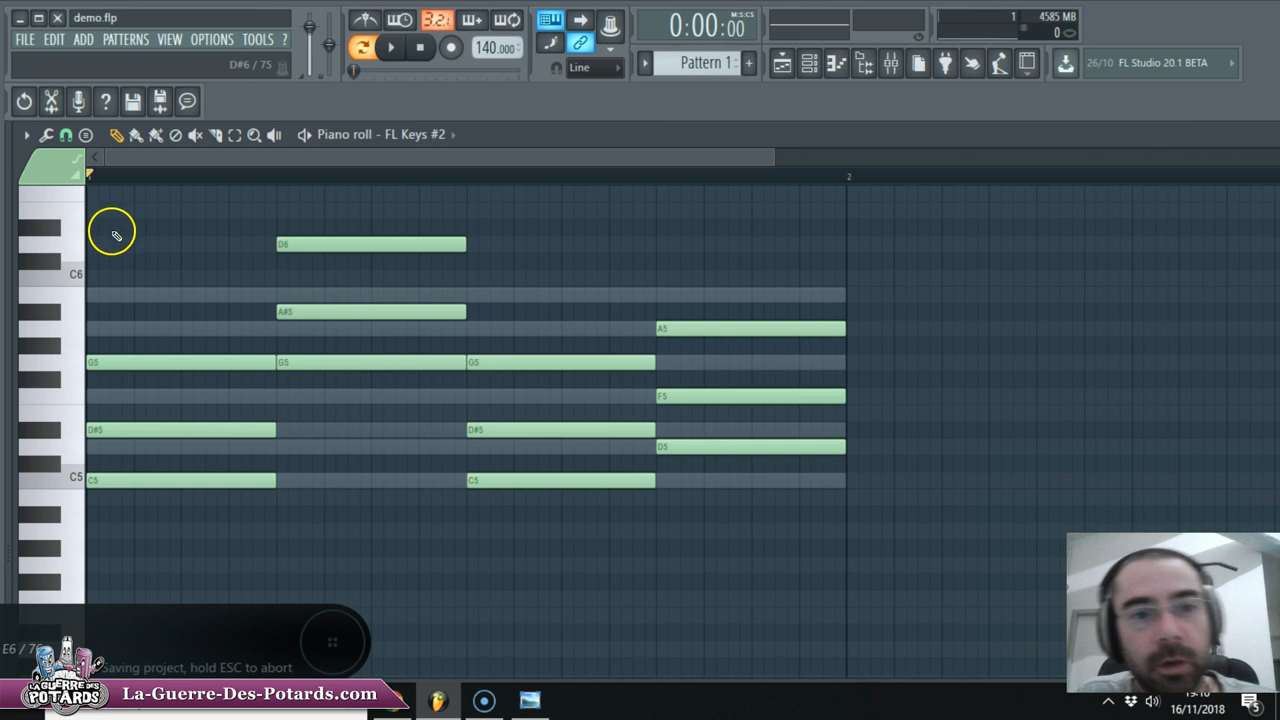 demo.flp
FILE EDIT ADD PATTERNS VIEW OPTIONS TOOLS ?
D#6 / 75
3.2.
140.000
Line
0:00:00
M:S:CS
Pattern 1
1
4585 MB
0
26/10 FL Studio 20.1 BETA
Piano roll - FL Keys #2
2
D6
C6
A#5
A5
G5
G5
G5
F5
D#5
D#5
D5
C5
C5
C5
E6 / 76
Saving project, hold ESC to abort
LA GUERRE DES
POTARDS
La-Guerre-Des-Potards.com
19:10
16/11/2018
5